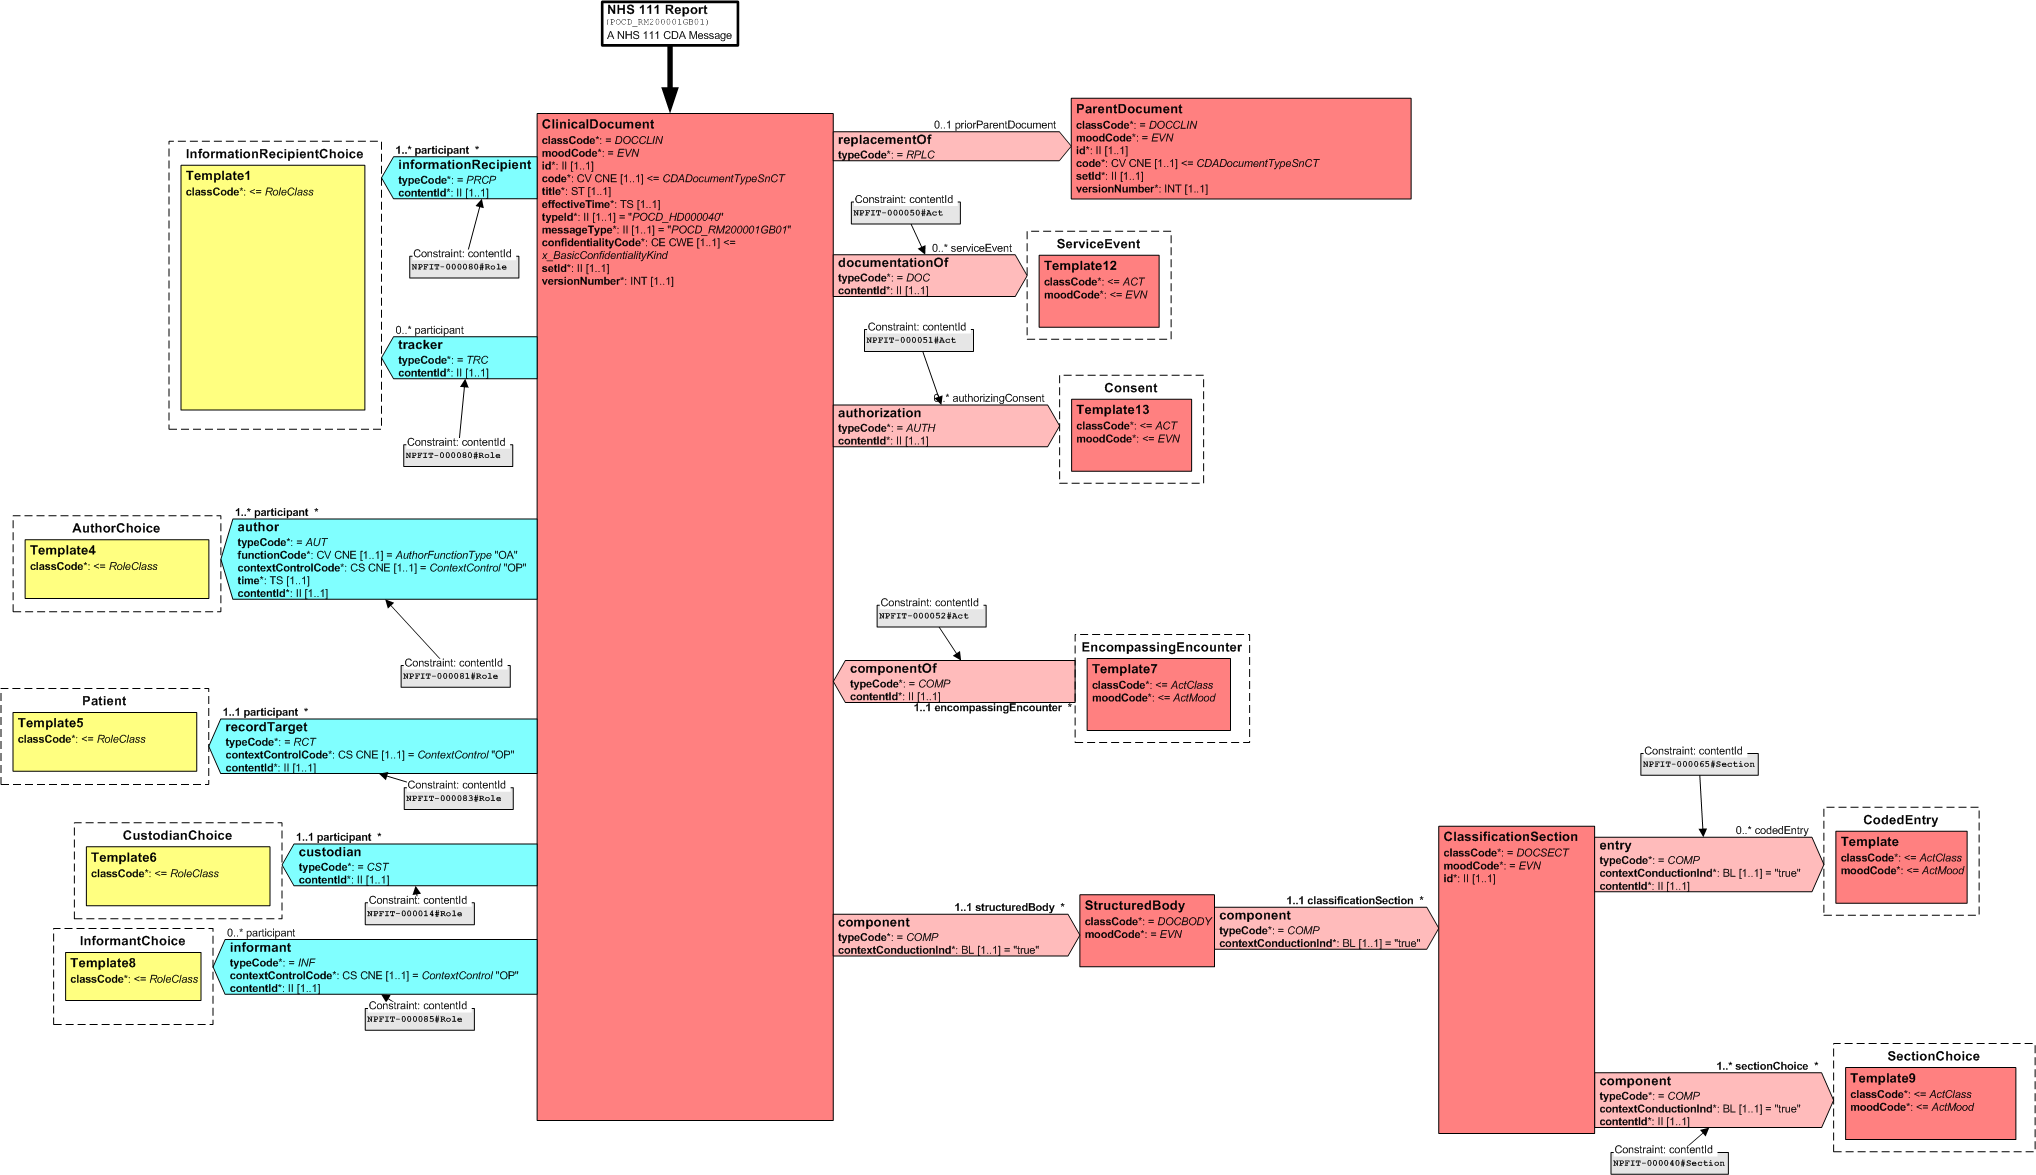 NHS 111 Report
(POCD_RM200001GB01)
A NHS 111 CDA Message
ClinicalDocument
classCode*: = DOCCLIN
moodCode*: = EVN
id*: II [1..1]
code*: CV CNE [1..1] <= CDADocumentTypeSnCT
title*: ST [1..1]
effectiveTime*: TS [1..1]
typeId*: II [1..1] = "POCD_HD000040"
messageType*: II [1..1] = "POCD_RM200001GB01"
confidentialityCode*: CE CWE [1..1] <=
x_BasicConfidentialityKind
setId*: II [1..1]
versionNumber*: INT [1..1]
InformationRecipientChoice
Template1
classCode*: <= RoleClass
1..* participant *
informationRecipient
typeCode*: = PRCP
contentId*: II [1..1]
Constraint: contentId
NPFIT-000080#Role
0..* participant
tracker
typeCode*: = TRC
contentId*: II [1..1]
Constraint: contentId
NPFIT-000080#Role
AuthorChoice
Template4
classCode*: <= RoleClass
1..* participant *
author
typeCode*: = AUT
functionCode*: CV CNE [1..1] = AuthorFunctionType "OA"
contextControlCode*: CS CNE [1..1] = ContextControl "OP"
time*: TS [1..1]
contentId*: II [1..1]
Constraint: contentId
NPFIT-000081#Role
Patient
Template5
classCode*: <= RoleClass
1..1 participant *
recordTarget
typeCode*: = RCT
contextControlCode*: CS CNE [1..1] = ContextControl "OP"
contentId*: II [1..1]
Constraint: contentId
NPFIT-000083#Role
CustodianChoice
Template6
classCode*: <= RoleClass
1..1 participant *
custodian
typeCode*: = CST
contentId*: II [1..1]
Constraint: contentId
NPFIT-000014#Role
InformantChoice
Template8
classCode*: <= RoleClass
0..* participant
informant
typeCode*: = INF
contextControlCode*: CS CNE [1..1] = ContextControl "OP"
contentId*: II [1..1]
Constraint: contentId
NPFIT-000085#Role
0..1 priorParentDocument
replacementOf
typeCode*: = RPLC
ParentDocument
classCode*: = DOCCLIN
moodCode*: = EVN
id*: II [1..1]
code*: CV CNE [1..1] <= CDADocumentTypeSnCT
setId*: II [1..1]
versionNumber*: INT [1..1]
Constraint: contentId
NPFIT-000050#Act
0..* serviceEvent
documentationOf
typeCode*: = DOC
contentId*: II [1..1]
ServiceEvent
Template12
classCode*: <= ACT
moodCode*: <= EVN
Constraint: contentId
NPFIT-000051#Act
0..* authorizingConsent
authorization
typeCode*: = AUTH
contentId*: II [1..1]
Consent
Template13
classCode*: <= ACT
moodCode*: <= EVN
Constraint: contentId
NPFIT-000052#Act
componentOf
typeCode*: = COMP
contentId*: II [1..1]
1..1 encompassingEncounter *
EncompassingEncounter
Template7
classCode*: <= ActClass
moodCode*: <= ActMood
1..1 structuredBody *
component
typeCode*: = COMP
contextConductionInd*: BL [1..1] = "true"
StructuredBody
classCode*: = DOCBODY
moodCode*: = EVN
1..1 classificationSection *
component
typeCode*: = COMP
contextConductionInd*: BL [1..1] = "true"
ClassificationSection
classCode*: = DOCSECT
moodCode*: = EVN
id*: II [1..1]
Constraint: contentId
NPFIT-000065#Section
0..* codedEntry
entry
typeCode*: = COMP
contextConductionInd*: BL [1..1] = "true"
contentId*: II [1..1]
CodedEntry
Template
classCode*: <= ActClass
moodCode*: <= ActMood
1..* sectionChoice *
component
typeCode*: = COMP
contextConductionInd*: BL [1..1] = "true"
contentId*: II [1..1]
SectionChoice
Template9
classCode*: <= ActClass
moodCode*: <= ActMood
Constraint: contentId
NPFIT-000040#Section